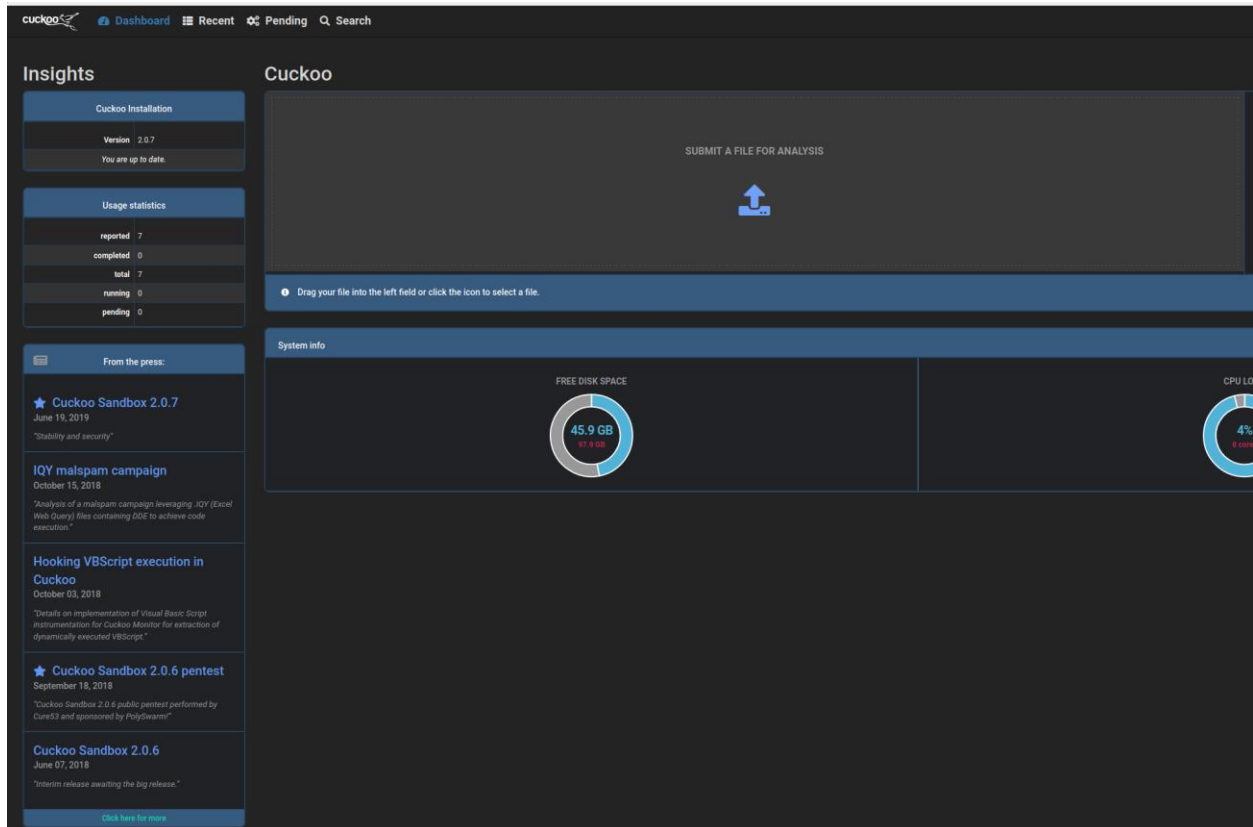 cuckoo Dashboard Recent Pending Search
Insights
Cuckoo Installation
Version 2.0.7
You are up to date.
Usage statistics
reported 7
completed 0
total 7
running 0
pending 0
From the press:
Cuckoo Sandbox 2.0.7
June 19, 2019
"Stability and security"
IQY malspam campaign
October 15, 2018
"Analysis of a malspam campaign leveraging .IQY (Excel
Web Query) files containing DDE to achieve code
execution."
Hooking VBScript execution in
Cuckoo
October 03, 2018
"Details on implementation of Visual Basic Script
instrumentation for Cuckoo Monitor for extraction of
dynamically executed VBScript."
Cuckoo Sandbox 2.0.6 pentest
September 18, 2018
"Cuckoo Sandbox 2.0.6 public pentest performed by
Cure53 and sponsored by PolySwarm!"
Cuckoo Sandbox 2.0.6
June 07, 2018
"Interim release awaiting the big release."
Click here for more
Cuckoo
SUBMIT A FILE FOR ANALYSIS
Drag your file into the left field or click the icon to select a file.
System info
FREE DISK SPACE
45.9 GB
97.9 GB
CPU LO
4%
8 core